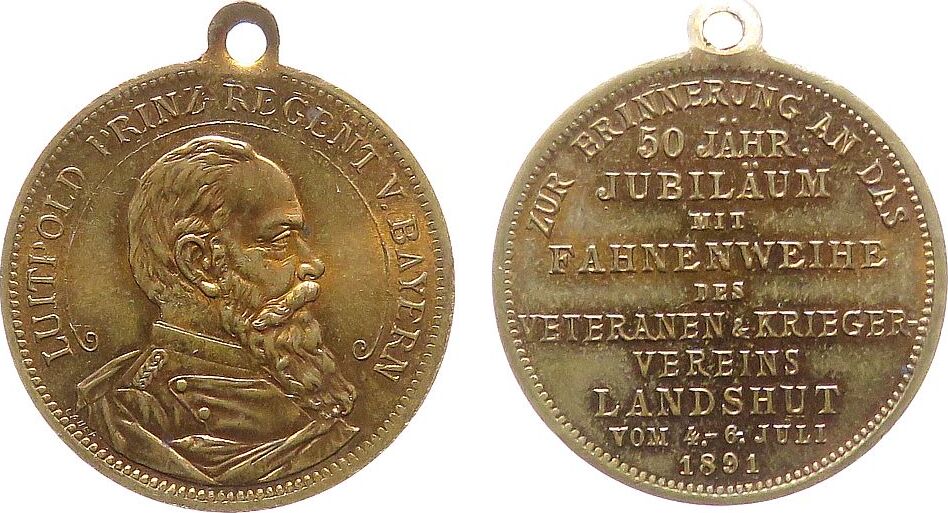 LUITPOLD PRINZ-REGENT V. BAYERN
ZUR ERINNERUNG AN DAS
50 JÄHR.
JUBILÄUM
MIT
FAHNENWEIHE
DES
VETERANEN & KRIEGER-
VEREINS
LANDSHUT
VOM 4.-6. JULI
1891